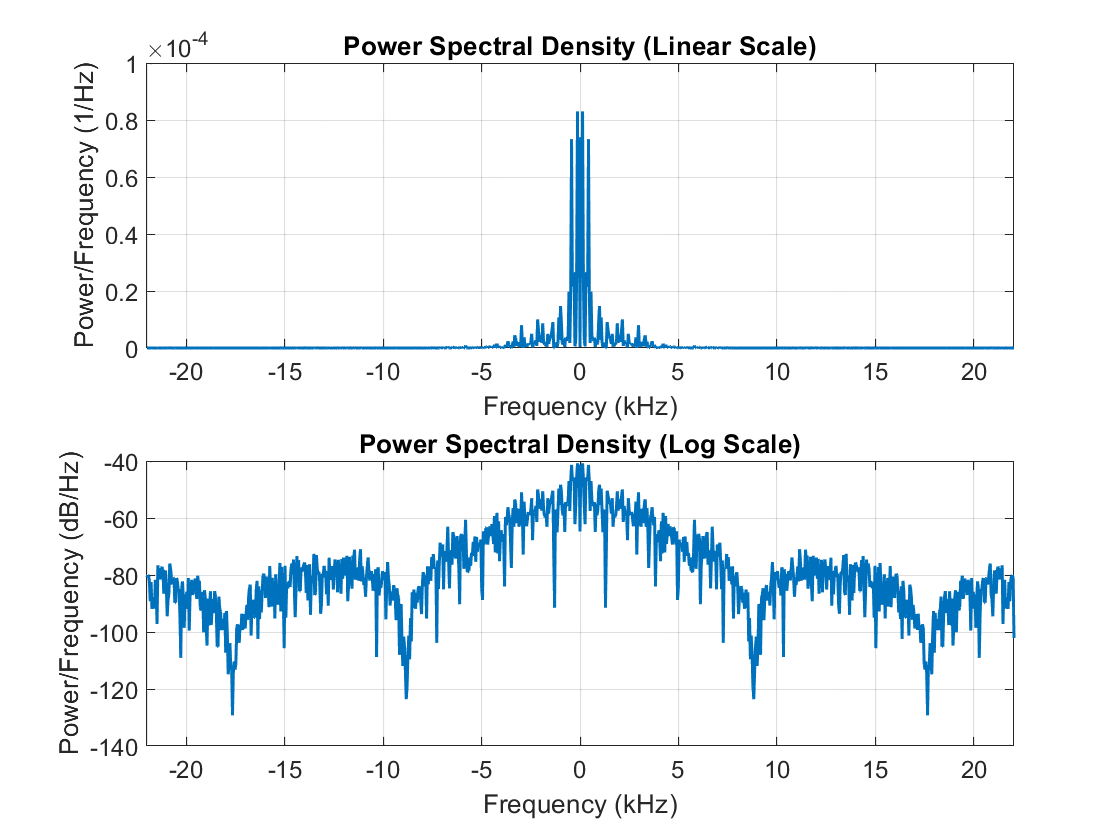 Power Spectral Density (Linear Scale)
×10⁻⁴
Power/Frequency (1/Hz)
1
0.8
0.6
0.4
0.2
0
-20 -15 -10 -5 0 5 10 15 20
Frequency (kHz)
Power Spectral Density (Log Scale)
Power/Frequency (dB/Hz)
-40
-60
-80
-100
-120
-140
-20 -15 -10 -5 0 5 10 15 20
Frequency (kHz)